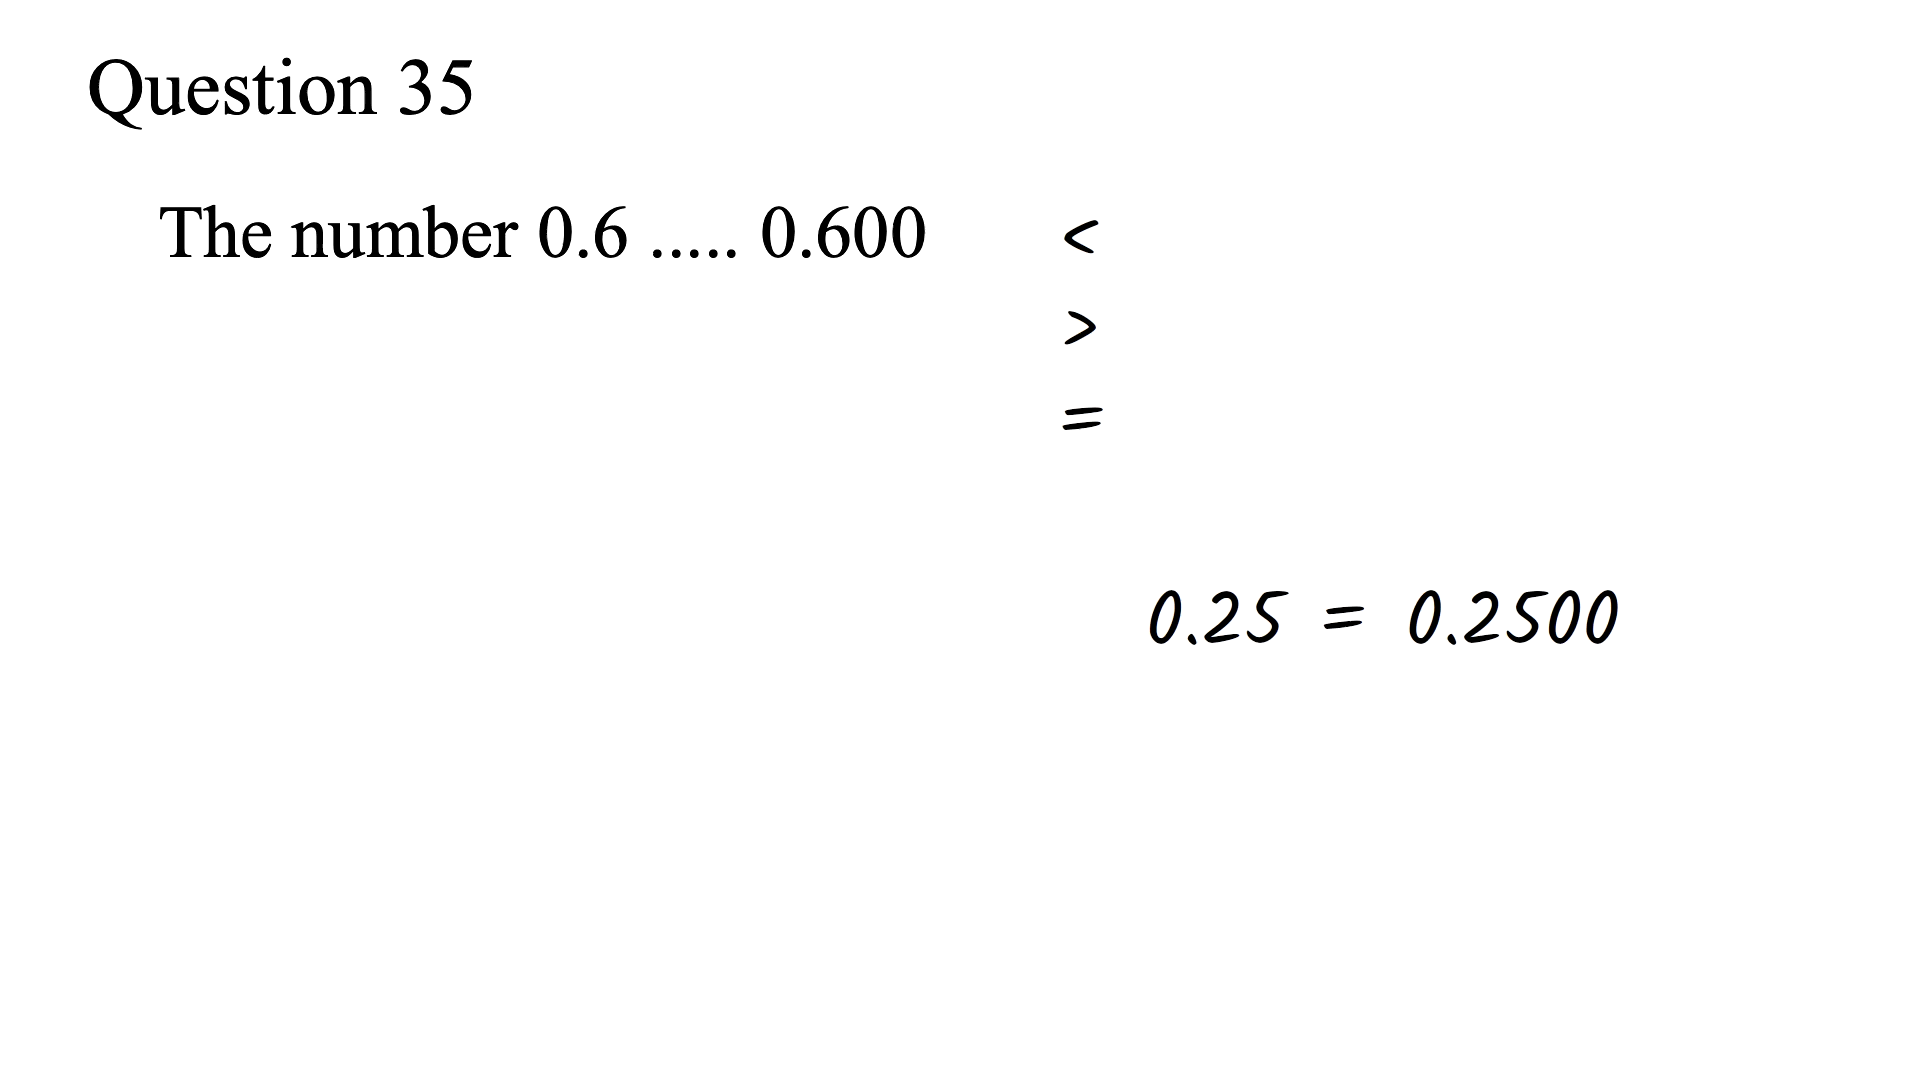 Question 35
The number 0.6 ..... 0.600 <
>
=
0.25 = 0.2500